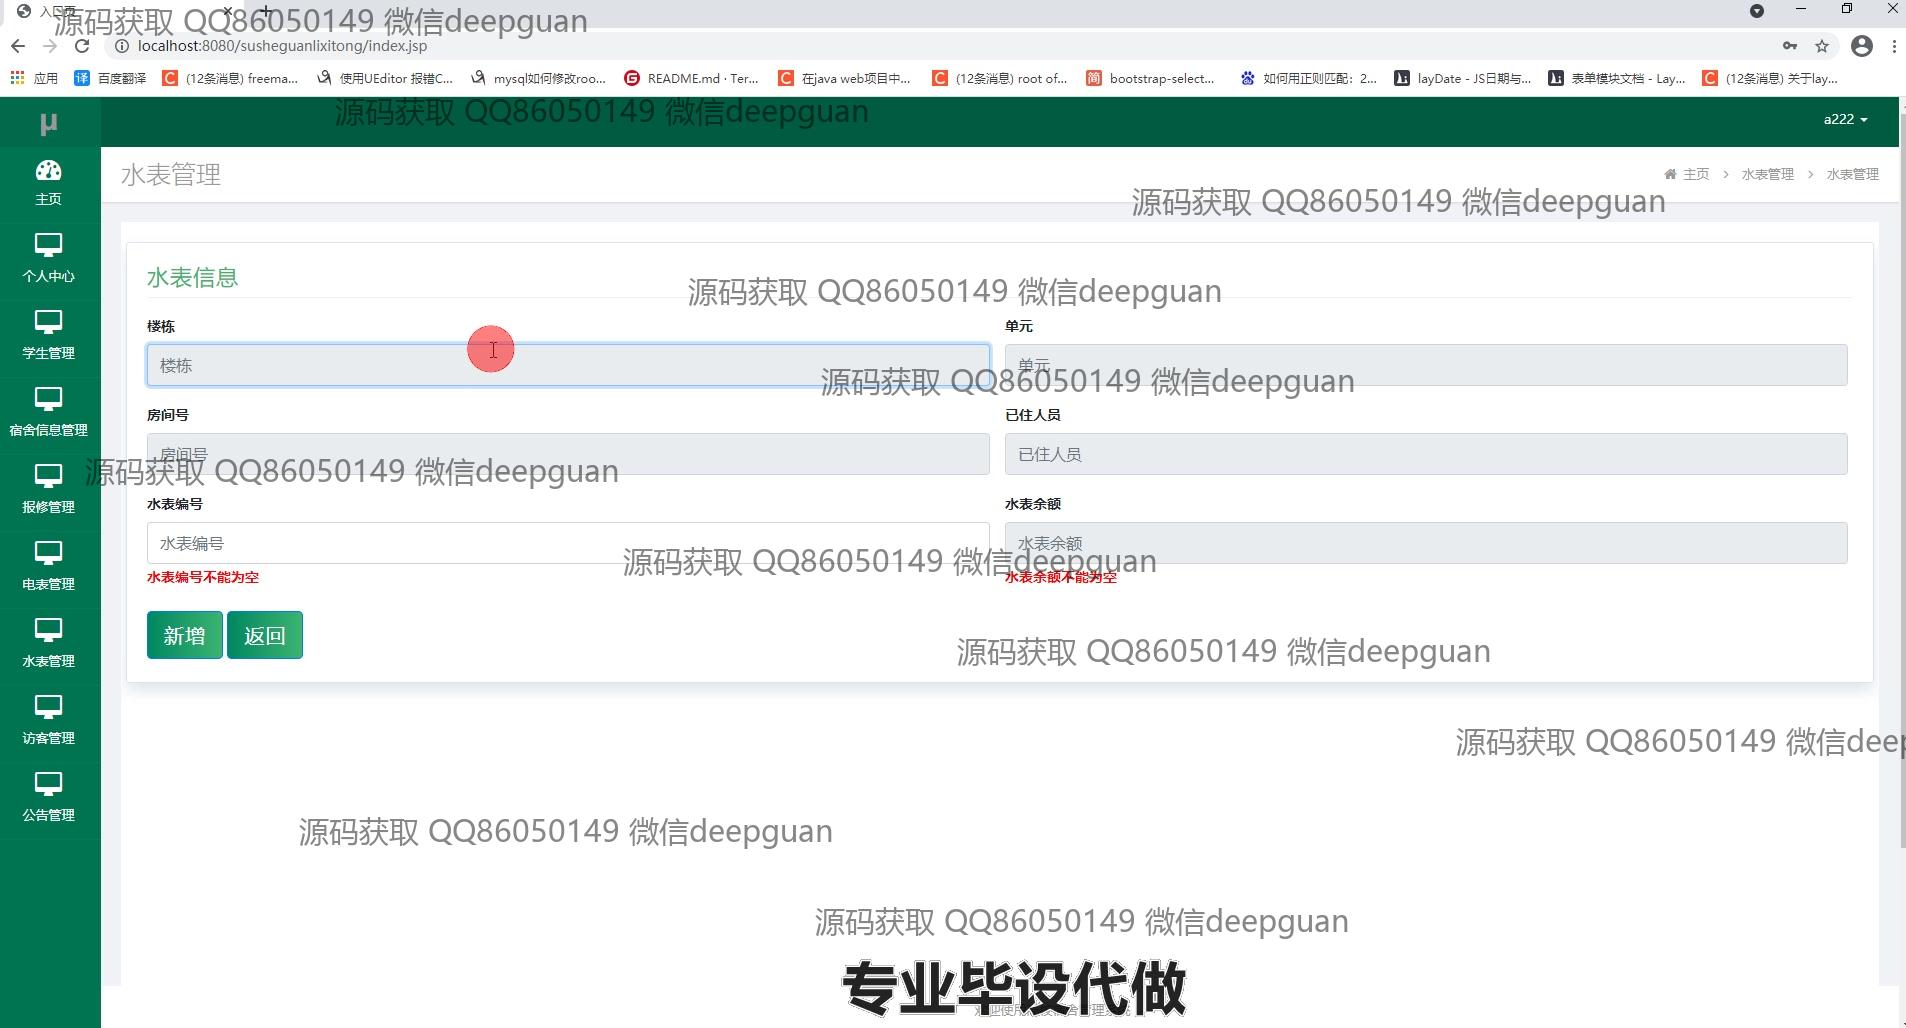 入口页
源码获取 QQ86050149 微信deepguan
localhost:8080/susheguanlixitong/index.jsp
应用
百度翻译
(12条消息) freema...
使用UEditor 报错C...
mysql如何修改roo...
README.md · Ter...
在java web项目中...
(12条消息) root of...
bootstrap-select...
如何用正则匹配：2...
layDate - JS日期与...
表单模块文档 - Lay...
(12条消息) 关于lay...
源码获取 QQ86050149 微信deepguan
μ
a222
主页
水表管理
主页 > 水表管理 > 水表管理
源码获取 QQ86050149 微信deepguan
个人中心
水表信息
源码获取 QQ86050149 微信deepguan
楼栋
单元
学生管理
楼栋
单元
源码获取 QQ86050149 微信deepguan
房间号
已住人员
宿舍信息管理
房间号
已住人员
源码获取 QQ86050149 微信deepguan
水表编号
水表余额
报修管理
水表编号
水表余额
源码获取 QQ86050149 微信deepguan
水表编号不能为空
水表余额不能为空
电表管理
新增
返回
源码获取 QQ86050149 微信deepguan
水表管理
访客管理
源码获取 QQ86050149 微信deep
公告管理
源码获取 QQ86050149 微信deepguan
源码获取 QQ86050149 微信deepguan
专业毕设代做